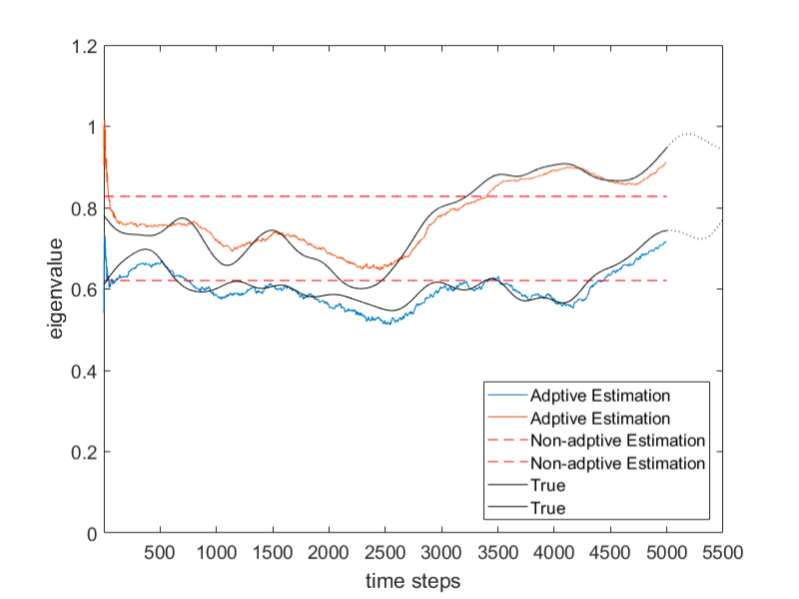 1.2
1
0.8
0.6
0.4
0.2
0
eigenvalue
500 1000 1500 2000 2500 3000 3500 4000 4500 5000 5500
time steps
Adptive Estimation
Adptive Estimation
Non-adptive Estimation
Non-adptive Estimation
True
True